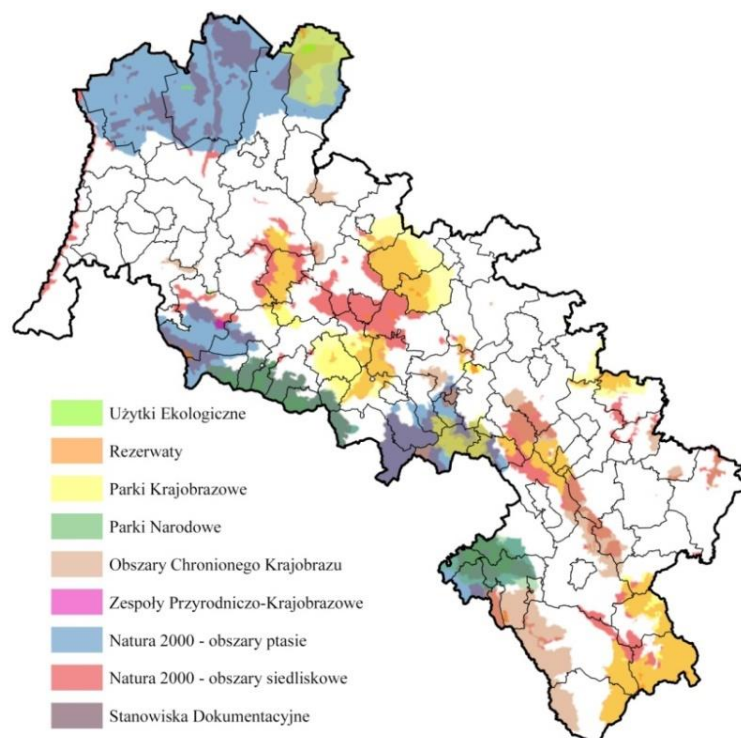 Użytki Ekologiczne
Rezerwaty
Parki Krajobrazowe
Parki Narodowe
Obszary Chronionego Krajobrazu
Zespoły Przyrodniczo-Krajobrazowe
Natura 2000 - obszary ptasie
Natura 2000 - obszary siedliskowe
Stanowiska Dokumentacyjne